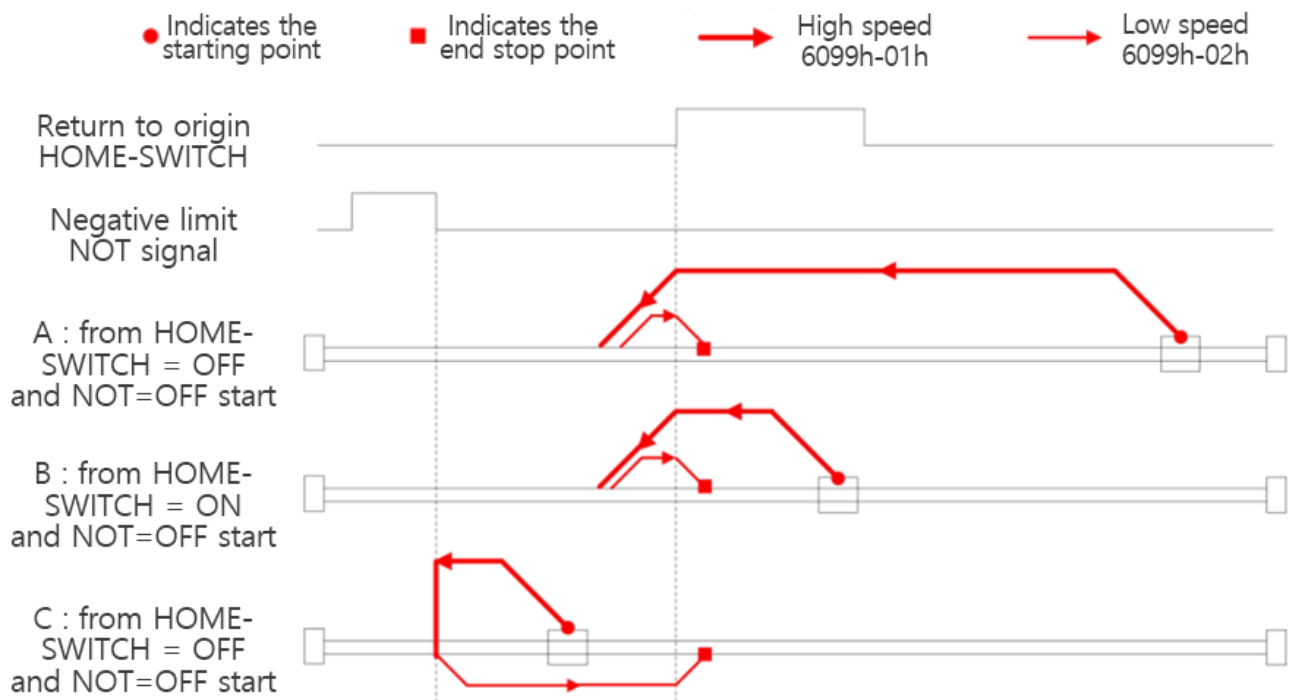 Indicates the
starting point
Indicates the
end stop point
High speed
6099h-01h
Low speed
6099h-02h
Return to origin
HOME-SWITCH
Negative limit
NOT signal
A : from HOME-
SWITCH = OFF
and NOT=OFF start
B : from HOME-
SWITCH = ON
and NOT=OFF start
C : from HOME-
SWITCH = OFF
and NOT=OFF start